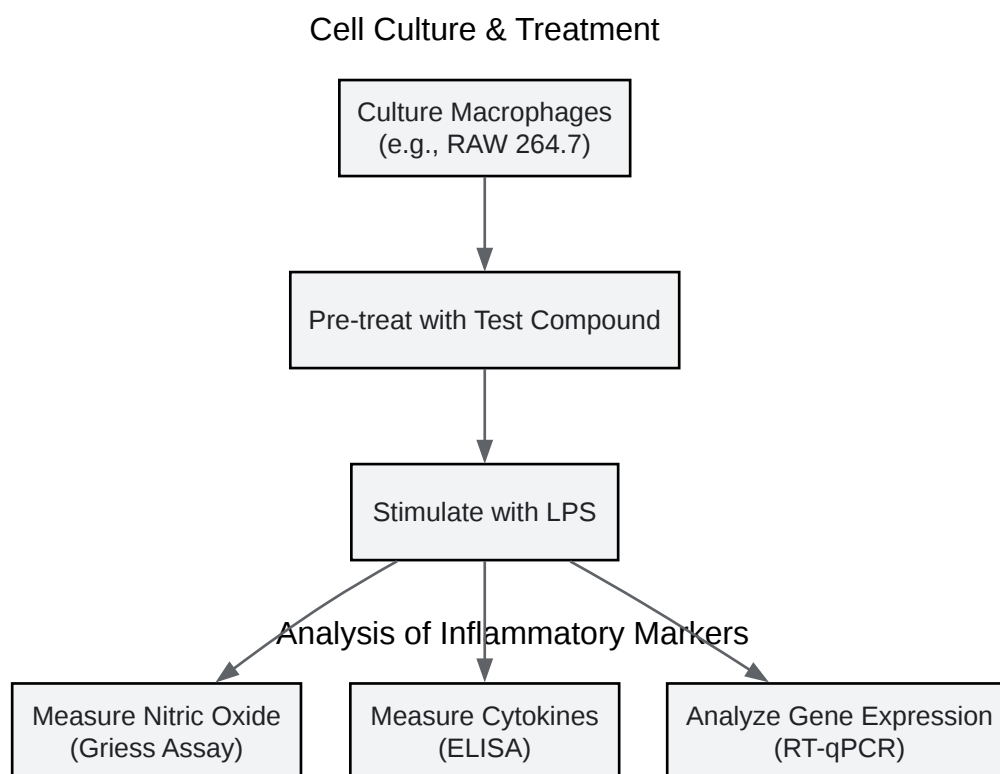 Cell Culture & Treatment
Culture Macrophages
(e.g., RAW 264.7)
Pre-treat with Test Compound
Stimulate with LPS
Analysis of Inflammatory Markers
Measure Nitric Oxide
(Griess Assay)
Measure Cytokines
(ELISA)
Analyze Gene Expression
(RT-qPCR)